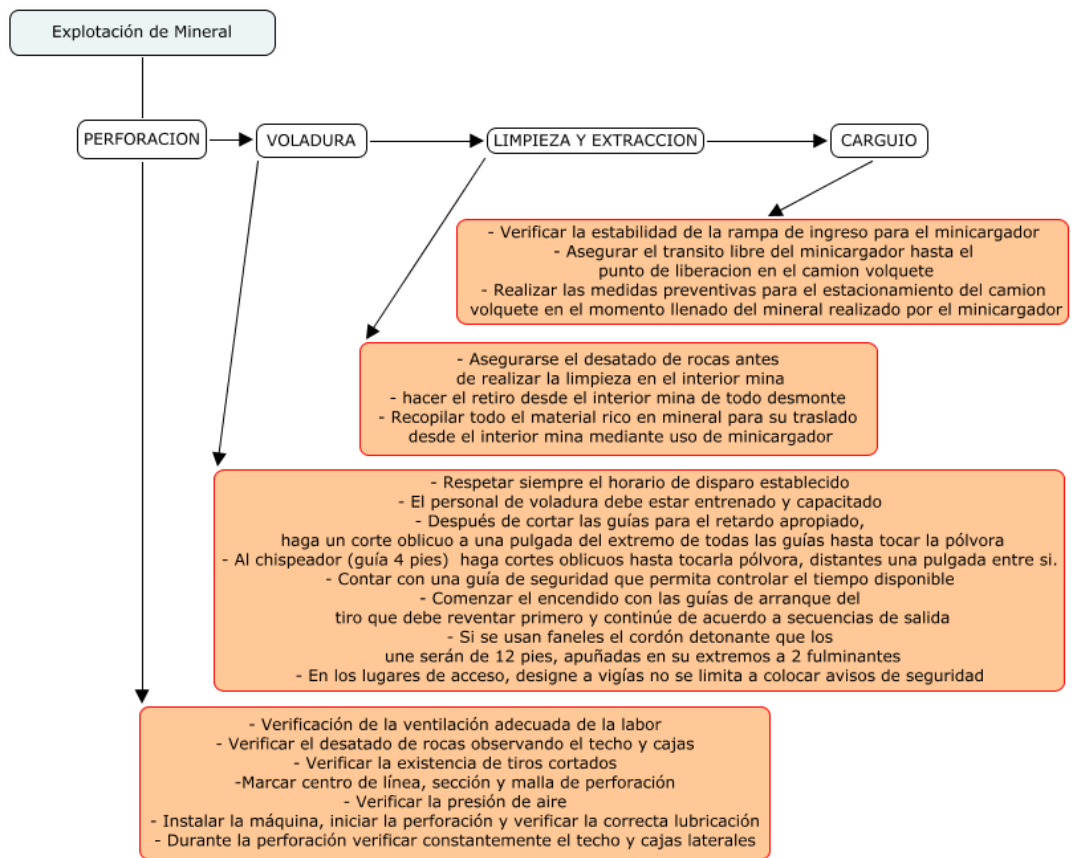 Explotación de Mineral
PERFORACION
VOLADURA
LIMPIEZA Y EXTRACCION
CARGUIO
- Verificar la estabilidad de la rampa de ingreso para el minicargador
- Asegurar el transito libre del minicargador hasta el
punto de liberacion en el camion volquete
- Realizar las medidas preventivas para el estacionamiento del camion
volquete en el momento llenado del mineral realizado por el minicargador
- Asegurarse el desatado de rocas antes
de realizar la limpieza en el interior mina
- hacer el retiro desde el interior mina de todo desmonte
- Recopilar todo el material rico en mineral para su traslado
desde el interior mina mediante uso de minicargador
- Respetar siempre el horario de disparo establecido
- El personal de voladura debe estar entrenado y capacitado
- Después de cortar las guías para el retardo apropiado,
haga un corte oblicuo a una pulgada del extremo de todas las guías hasta tocar la pólvora
- Al chispeador (guía 4 pies)  haga cortes oblicuos hasta tocarla pólvora, distantes una pulgada entre si.
- Contar con una guía de seguridad que permita controlar el tiempo disponible
- Comenzar el encendido con las guías de arranque del
tiro que debe reventar primero y continúe de acuerdo a secuencias de salida
- Si se usan faneles el cordón detonante que los
une serán de 12 pies, apuñadas en su extremos a 2 fulminantes
- En los lugares de acceso, designe a vigías no se limita a colocar avisos de seguridad
- Verificación de la ventilación adecuada de la labor
- Verificar el desatado de rocas observando el techo y cajas
- Verificar la existencia de tiros cortados
-Marcar centro de línea, sección y malla de perforación
- Verificar la presión de aire
- Instalar la máquina, iniciar la perforación y verificar la correcta lubricación
- Durante la perforación verificar constantemente el techo y cajas laterales